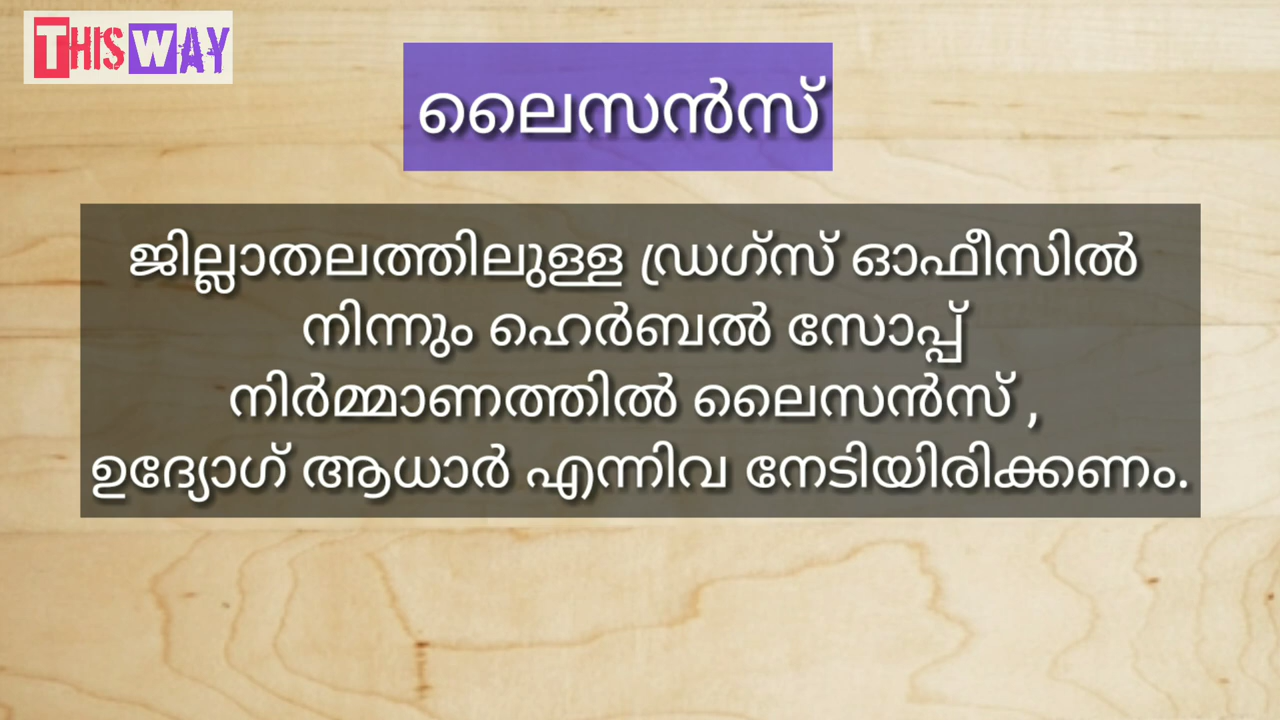 THISWAY
ലൈസൻസ്
ജില്ലാതലത്തിലുള്ള ഡ്രഗ്സ് ഓഫീസിൽ
നിന്നും ഹെർബൽ സോപ്പ്
നിർമ്മാണത്തിൽ ലൈസൻസ് ,
ഉദ്യോഗ് ആധാർ എന്നിവ നേടിയിരിക്കണം.